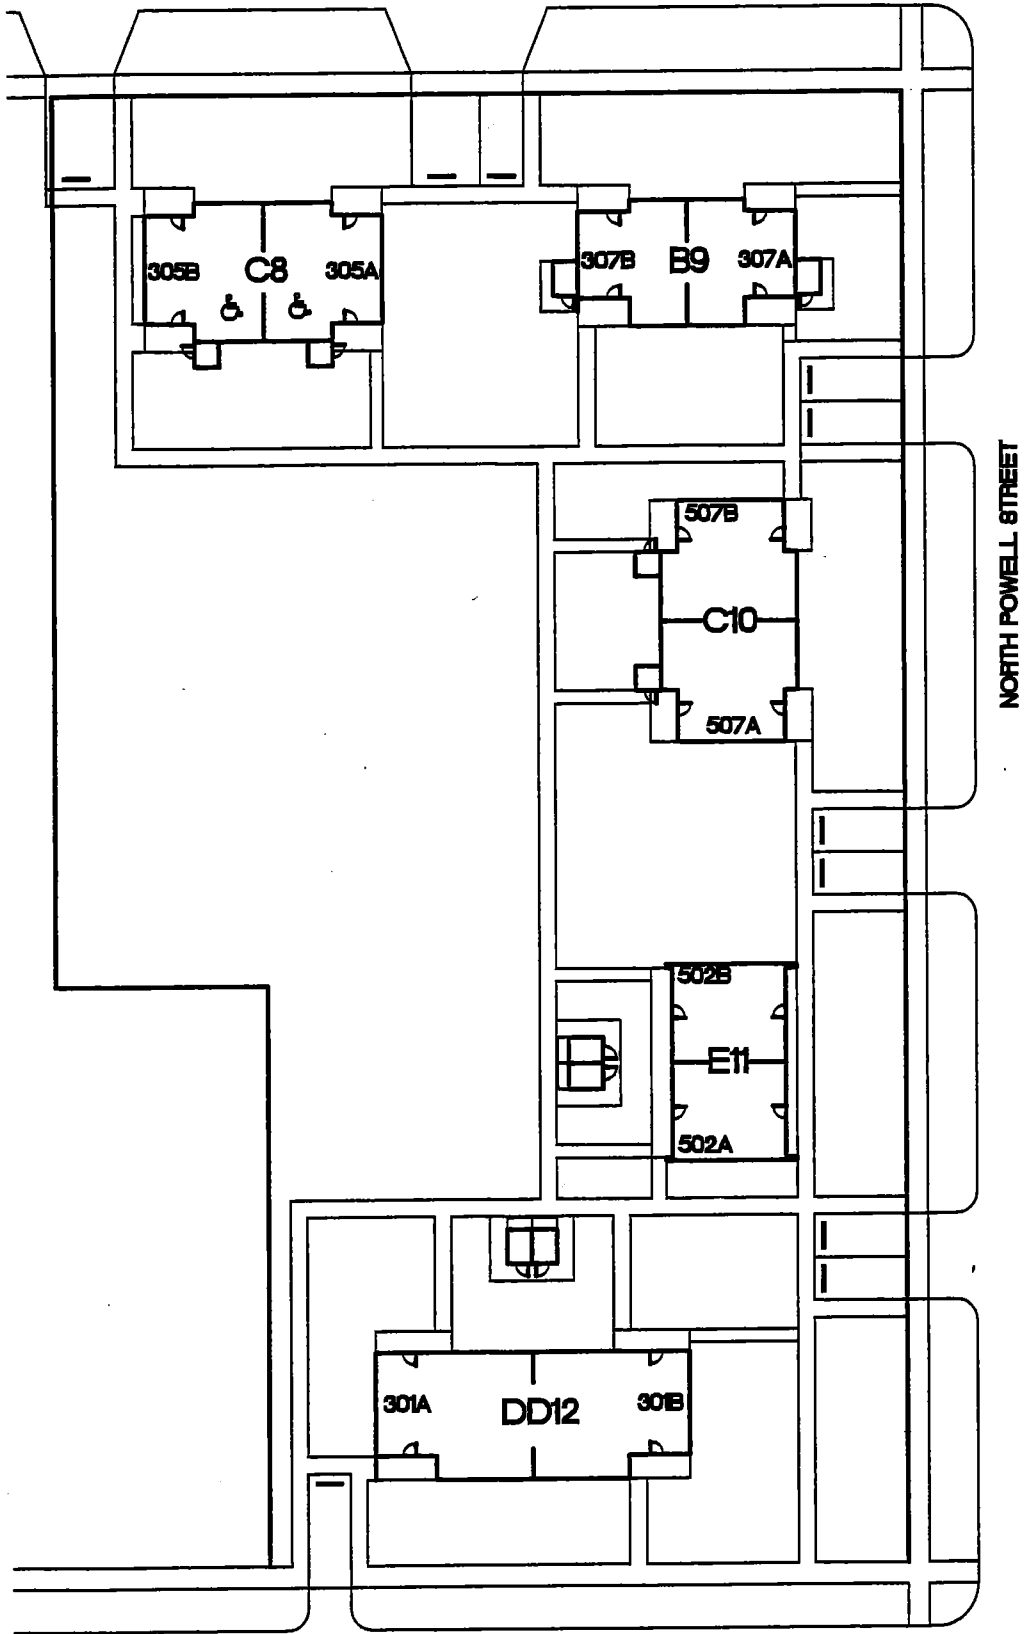 305B C8 305A
307B B9 307A
507B
C10
507A
NORTH POWELL STREET
502B
E11
502A
301A DD12 301B